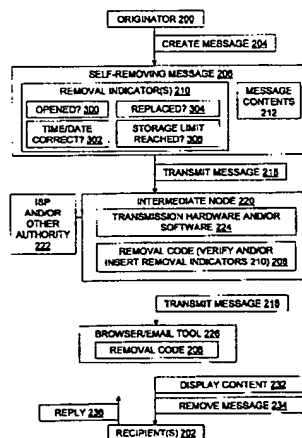 ORIGINATOR 200
CREATE MESSAGE 204
SELF-REMOVING MESSAGE 206
REMOVAL INDICATOR(S) 210
OPENED? 300
REPLACED? 304
TIME/DATE
CORRECT? 302
STORAGE LIMIT
REACHED? 306
MESSAGE
CONTENTS
212
TRANSMIT MESSAGE 218
ISP
AND/OR
OTHER
AUTHORITY
222
INTERMEDIATE NODE 220
TRANSMISSION HARDWARE AND/OR
SOFTWARE 224
REMOVAL CODE (VERIFY AND/OR
INSERT REMOVAL INDICATORS 210) 208
TRANSMIT MESSAGE 218
BROWSER/EMAIL TOOL 226
REMOVAL CODE 208
DISPLAY CONTENT 232
REMOVE MESSAGE 234
REPLY 236
RECIPIENT(S) 202